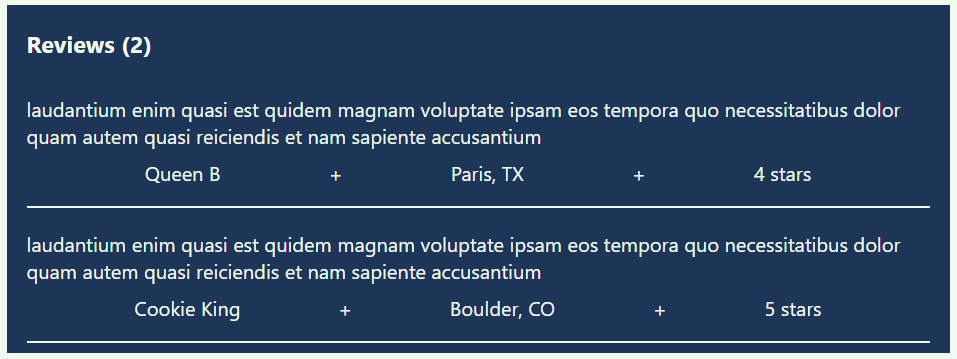 Reviews (2)
laudantium enim quasi est quidem magnam voluptate ipsam eos tempora quo necessitatibus dolor
quam autem quasi reiciendis et nam sapiente accusantium
Queen B + Paris, TX + 4 stars
laudantium enim quasi est quidem magnam voluptate ipsam eos tempora quo necessitatibus dolor
quam autem quasi reiciendis et nam sapiente accusantium
Cookie King + Boulder, CO + 5 stars